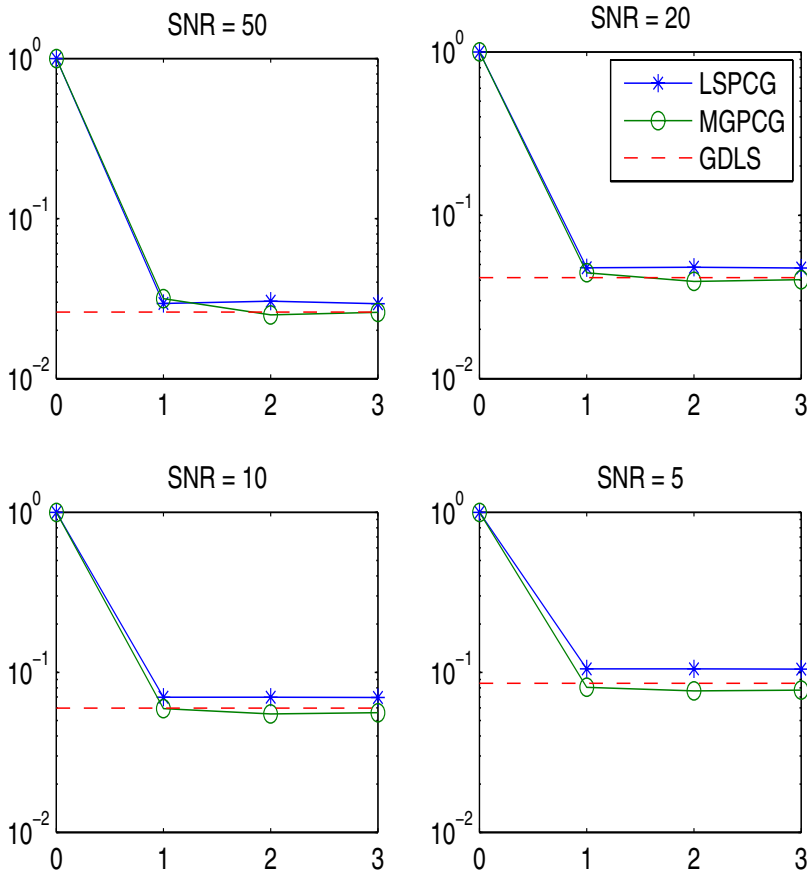 SNR = 50
10^0
10^-1
10^-2
0 1 2 3
SNR = 20
10^0
10^-1
10^-2
0 1 2 3
LSPCG
MGPCG
GDLS
SNR = 10
10^0
10^-1
10^-2
0 1 2 3
SNR = 5
10^0
10^-1
10^-2
0 1 2 3